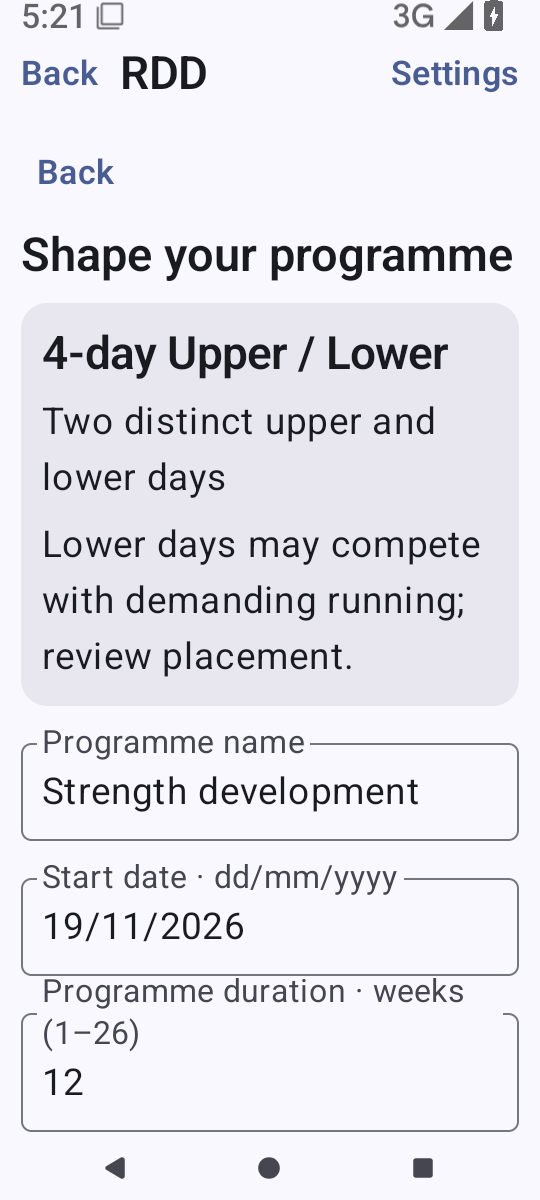 5:21 3G
Back RDD Settings
Back
Shape your programme
4-day Upper / Lower
Two distinct upper and
lower days
Lower days may compete
with demanding running;
review placement.
Programme name
Strength development
Start date · dd/mm/yyyy
19/11/2026
Programme duration · weeks
(1–26)
12